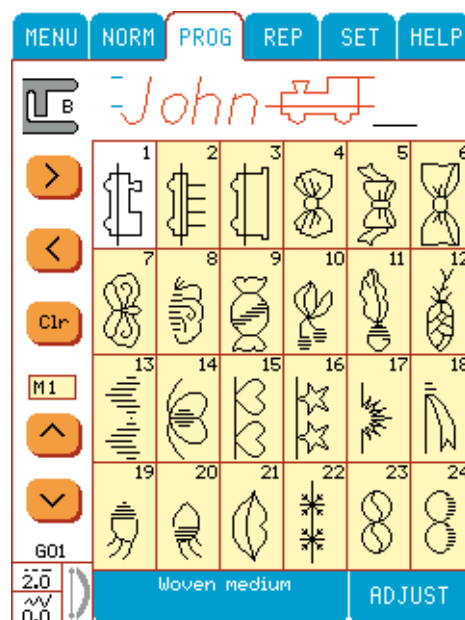 MENU NORM PROG REP SET HELP
B
John
1 2 3 4 5 6
7 8 9 10 11 12
Clr
M1
13 14 15 16 17 18
19 20 21 22 23 24
GO1
2.0
0.0
Woven medium
ADJUST